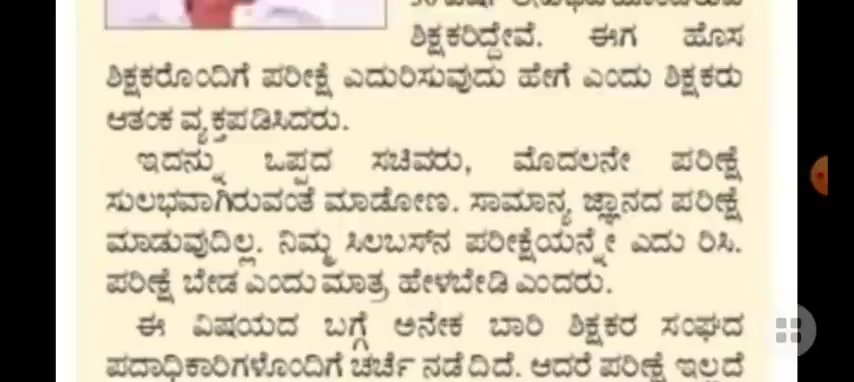 ಶಿಕ್ಷಕರಿದ್ದೇವೆ. ಈಗ ಹೊಸ
ಶಿಕ್ಷಕರೊಂದಿಗೆ ಪರೀಕ್ಷೆ ಎದುರಿಸುವುದು ಹೇಗೆ ಎಂದು ಶಿಕ್ಷಕರು
ಆತಂಕ ವ್ಯಕ್ತಪಡಿಸಿದರು.
ಇದನ್ನು ಒಪ್ಪದ ಸಚಿವರು, ಮೊದಲನೇ ಪರೀಕ್ಷೆ
ಸುಲಭವಾಗಿರುವಂತೆ ಮಾಡೋಣ. ಸಾಮಾನ್ಯ ಜ್ಞಾನದ ಪರೀಕ್ಷೆ
ಮಾಡುವುದಿಲ್ಲ. ನಿಮ್ಮ ಸಿಲಬಸ್‌ನ ಪರೀಕ್ಷೆಯನ್ನೇ ಎದು ರಿಸಿ.
ಪರೀಕ್ಷೆ ಬೇಡ ಎಂದು ಮಾತ್ರ ಹೇಳಬೇಡಿ ಎಂದರು.
ಈ ವಿಷಯದ ಬಗ್ಗೆ ಅನೇಕ ಬಾರಿ ಶಿಕ್ಷಕರ ಸಂಘದ
ಪದಾಧಿಕಾರಿಗಳೊಂದಿಗೆ ಚರ್ಚೆ ನಡೆದಿದೆ. ಆದರೆ ಪರೀಕ್ಷೆ ಇಲ್ಲದೆ